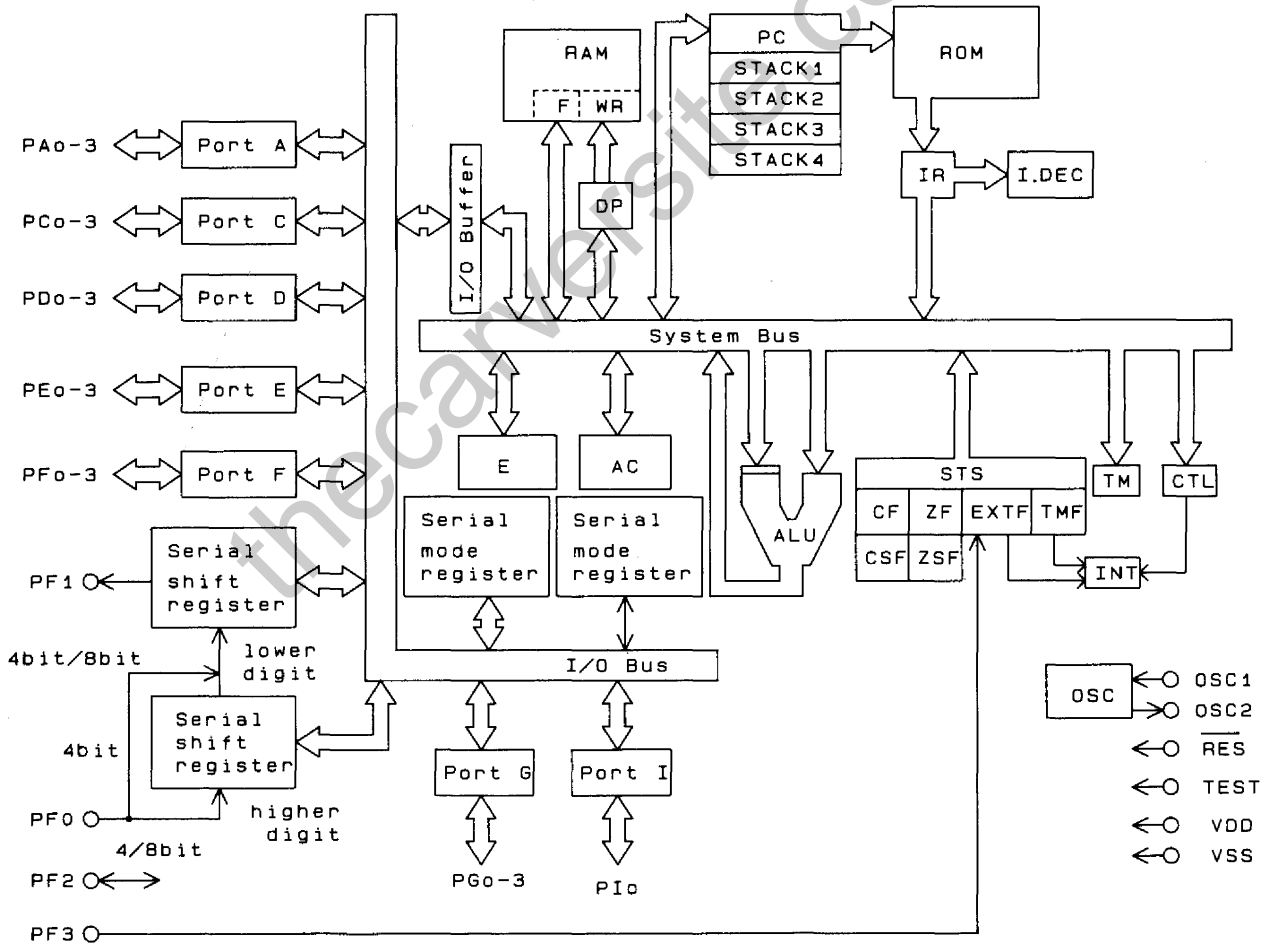 RAM
F
WR
PC
STACK1
STACK2
STACK3
STACK4
ROM
IR
I.DEC
DP
I/O Buffer
PAo-3
Port A
PCo-3
Port C
PDo-3
Port D
PEo-3
Port E
PFo-3
Port F
System Bus
E
AC
ALU
STS
CF
ZF
EXTF
TMF
CSF
ZSF
TM
CTL
INT
Serial
mode
register
Serial
mode
register
PF1
Serial
shift
register
4bit/8bit
lower
digit
I/O Bus
4bit
Serial
shift
register
higher
digit
PF0
4/8bit
PF2
PF3
Port G
Port I
PGo-3
PIo
OSC
OSC1
OSC2
RES
TEST
VDD
VSS
thecarversite.co